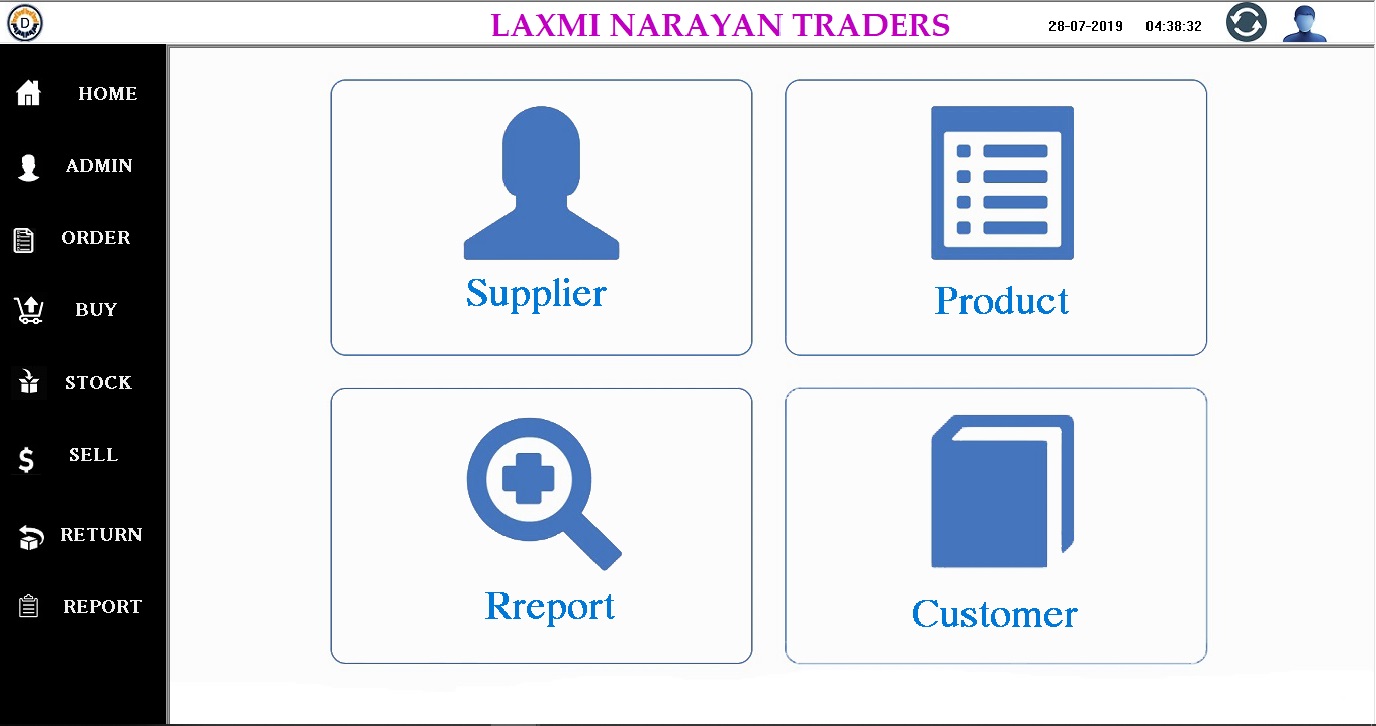 D
LAXMI NARAYAN TRADERS
28-07-2019 04:38:32
HOME
ADMIN
ORDER
BUY
STOCK
SELL
RETURN
REPORT
Supplier
Product
Rreport
Customer